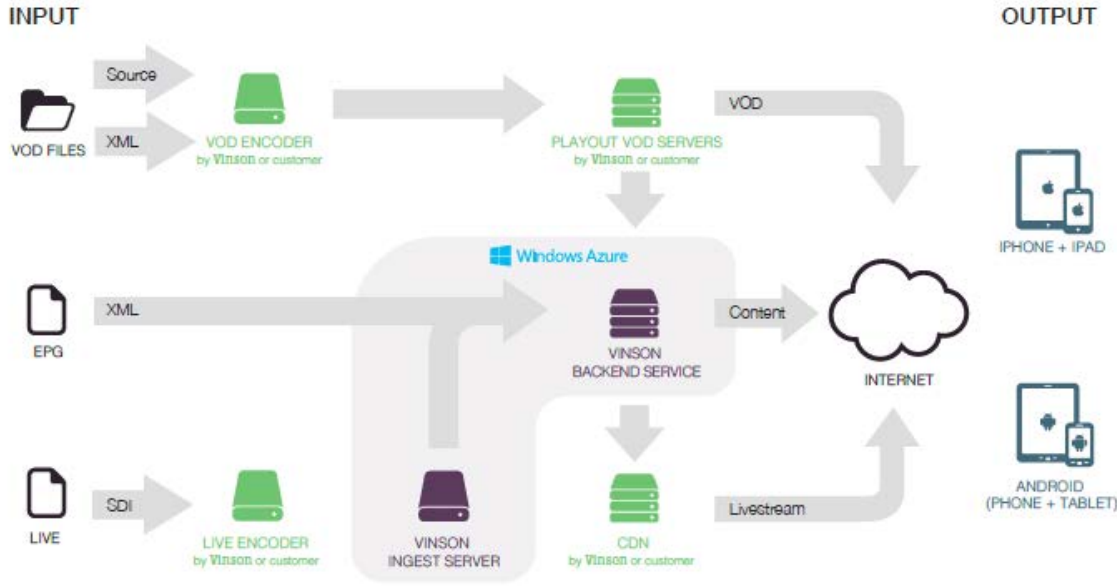 INPUT
OUTPUT
Source
XML
VOD FILES
VOD ENCODER
by Vinson or customer
PLAYOUT VOD SERVERS
by Vinson or customer
VOD
IPHONE + IPAD
Windows Azure
XML
EPG
VINSON
BACKEND SERVICE
Content
INTERNET
SDI
LIVE
LIVE ENCODER
by Vinson or customer
VINSON
INGEST SERVER
CDN
by Vinson or customer
Livestream
ANDROID
(PHONE + TABLET)